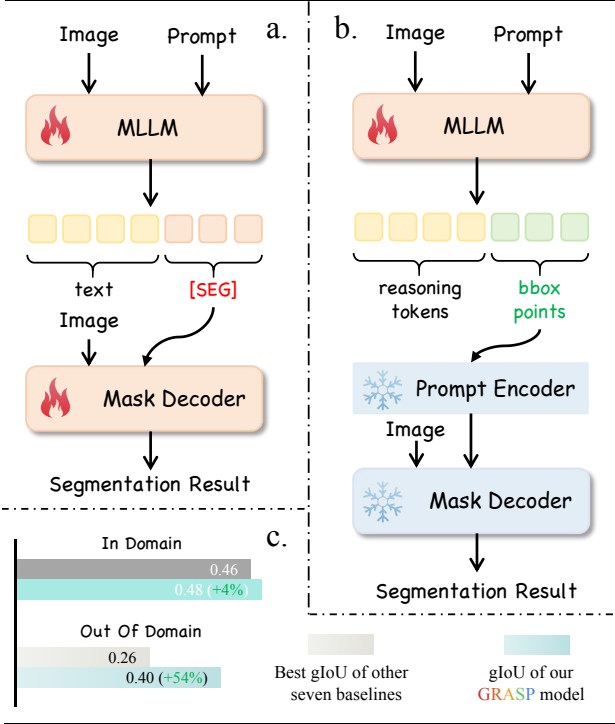 a.
Image Prompt
MLLM
text [SEG]
Image
Mask Decoder
Segmentation Result
b.
Image Prompt
MLLM
reasoning
tokens
bbox
points
Prompt Encoder
Image
Mask Decoder
Segmentation Result
c.
In Domain
0.46
0.48 (+4%)
Out Of Domain
0.26
0.40 (+54%)
Best gIoU of other
seven baselines
gIoU of our
GRASP model